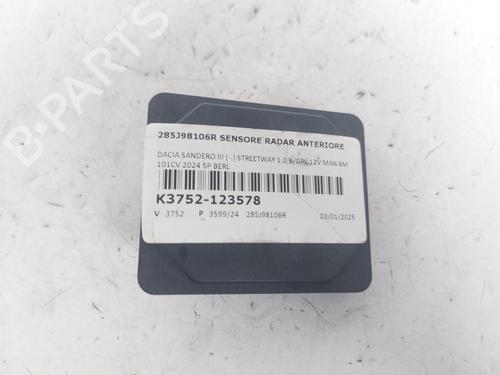 285J98106R SENSORE RADAR ANTERIORE
DACIA SANDERO III (--) STREETWAY 1.0 B/GPL 12V MAN 6M
101CV 2024 5P BERL
K3752-123578
V 3752 P 3599/24 285J98106R 03/01/2025
B-PARTS